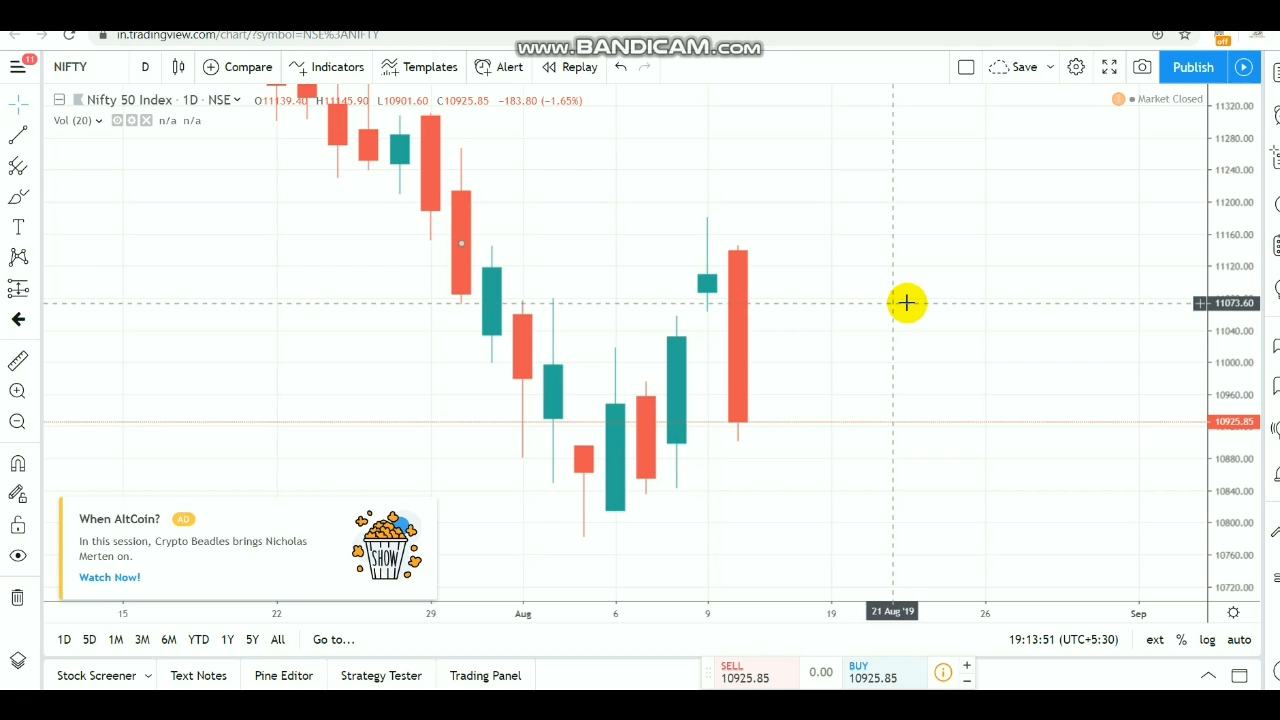 in.tradingview.com/chart/?symbol=NSE%3ANIFTY
www.BANDICAM.com
off
11
NIFTY
D
Compare
Indicators
Templates
Alert
Replay
Save
Publish
Nifty 50 Index · 1D · NSE
O11139.40 H11145.90 L10901.60 C10925.85 −183.80 (−1.65%)
Market Closed
Vol (20)
n/a n/a
11320.00
11280.00
11240.00
11200.00
11160.00
11120.00
11073.60
11040.00
11000.00
10960.00
10925.85
10880.00
10840.00
10800.00
10760.00
10720.00
When AltCoin?
AD
In this session, Crypto Beadles brings Nicholas
Merten on.
Watch Now!
SHOW
15
22
29
Aug
6
9
19
21 Aug '19
26
Sep
1D
5D
1M
3M
6M
YTD
1Y
5Y
All
Go to...
19:13:51 (UTC+5:30)
ext
%
log
auto
Stock Screener
Text Notes
Pine Editor
Strategy Tester
Trading Panel
SELL
10925.85
0.00
BUY
10925.85